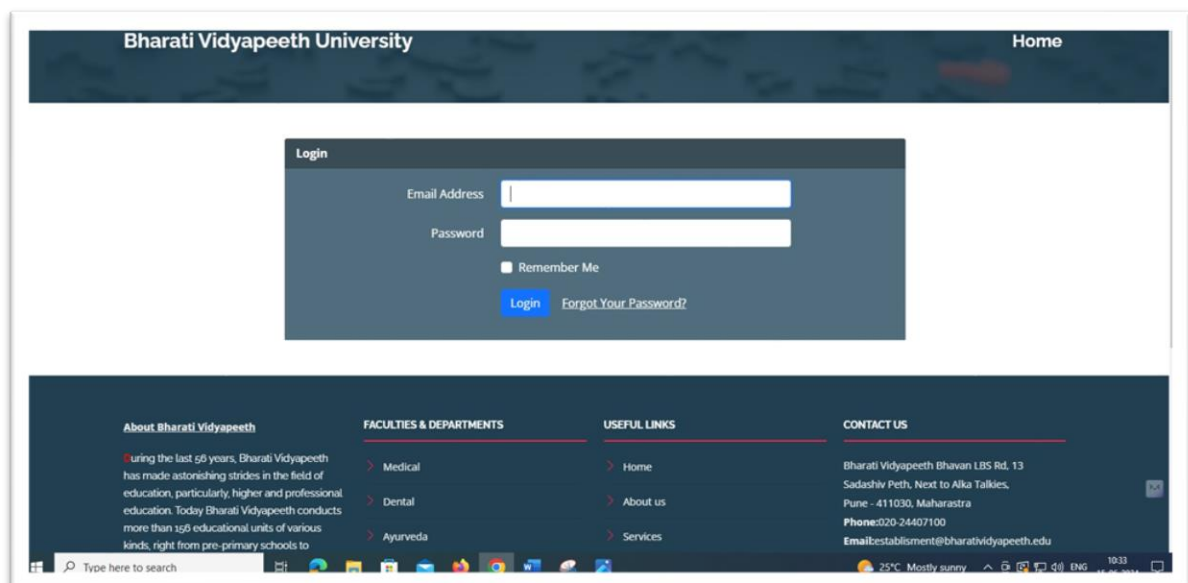 Bharati Vidyapeeth University
Home
Login
Email Address
Password
Remember Me
Login Forgot Your Password?
About Bharati Vidyapeeth
During the last 56 years, Bharati Vidyapeeth
has made astonishing strides in the field of
education, particularly, higher and professional
education. Today Bharati Vidyapeeth conducts
more than 156 educational units of various
kinds, right from pre-primary schools to
FACULTIES & DEPARTMENTS
Medical
Dental
Ayurveda
USEFUL LINKS
Home
About us
Services
CONTACT US
Bharati Vidyapeeth Bhavan LBS Rd, 13
Sadashiv Peth, Next to Alka Talkies,
Pune - 411030, Maharastra
Phone:020-24407100
Email:establisment@bharatividyapeeth.edu
Type here to search
25°C Mostly sunny
ENG
10:33